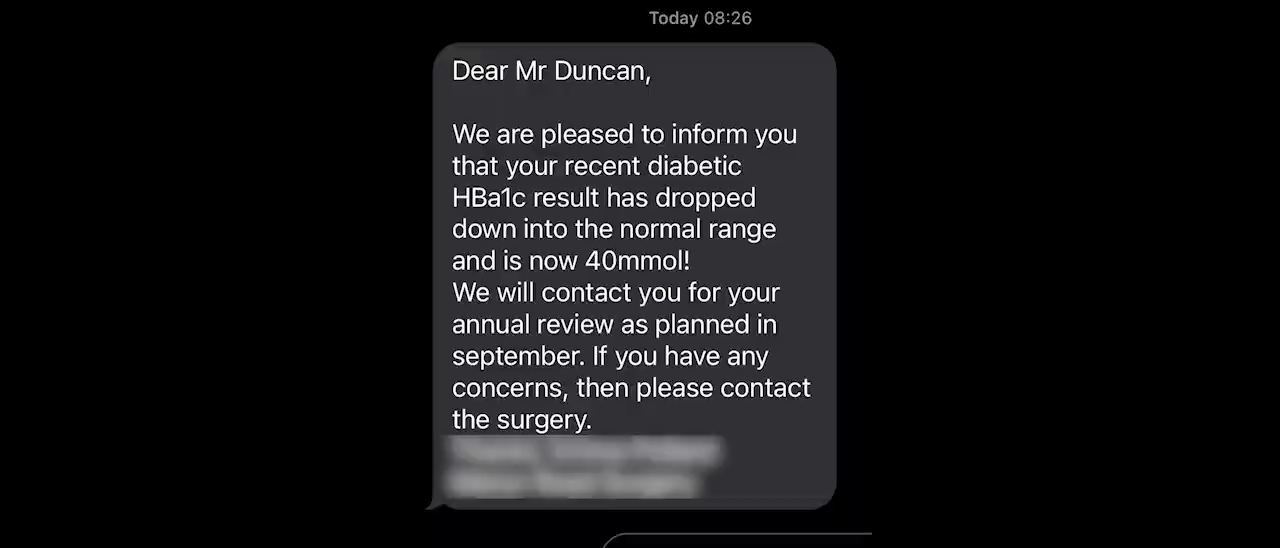 Today 08:26
Dear Mr Duncan,
We are pleased to inform you
that your recent diabetic
HBa1c result has dropped
down into the normal range
and is now 40mmol!
We will contact you for your
annual review as planned in
september. If you have any
concerns, then please contact
the surgery.